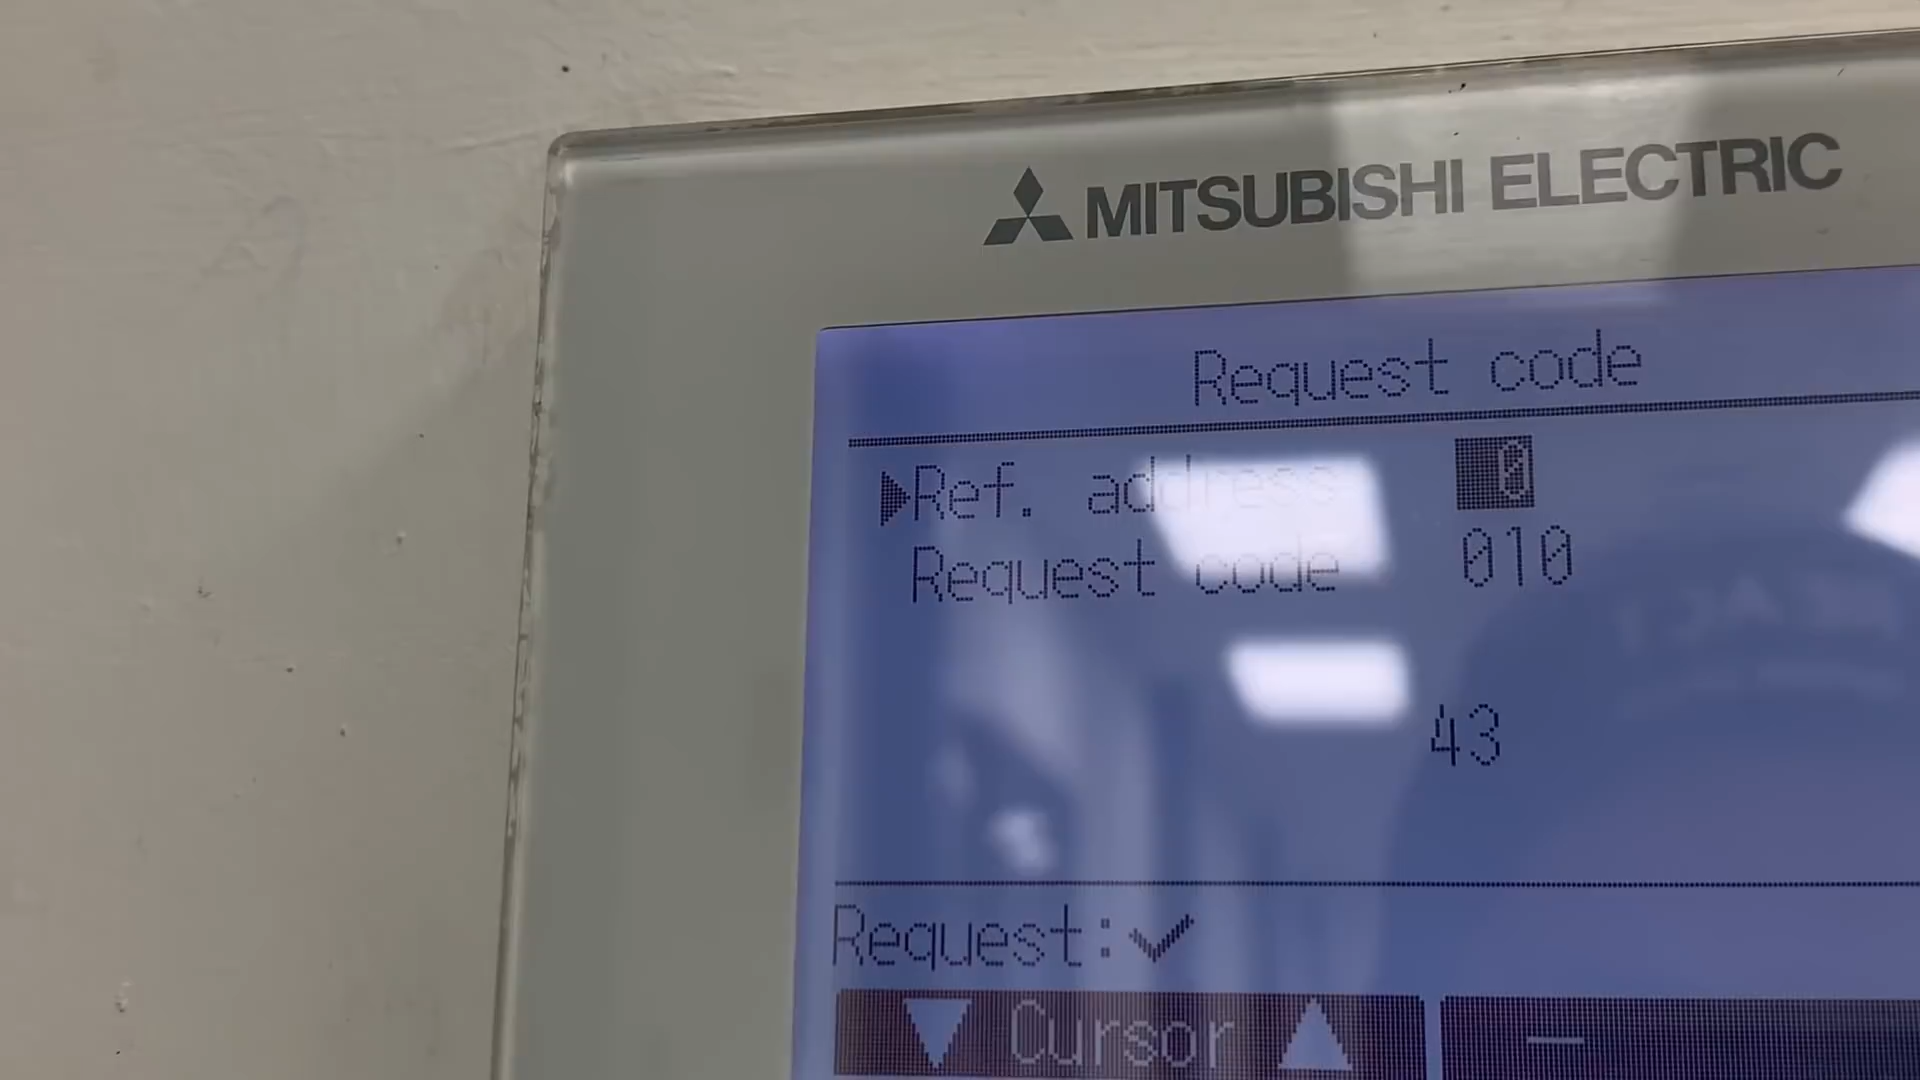 MITSUBISHI ELECTRIC
Request code
Ref. address 0
Request code 010
43
Request:✓
▼ Cursor ▲ —